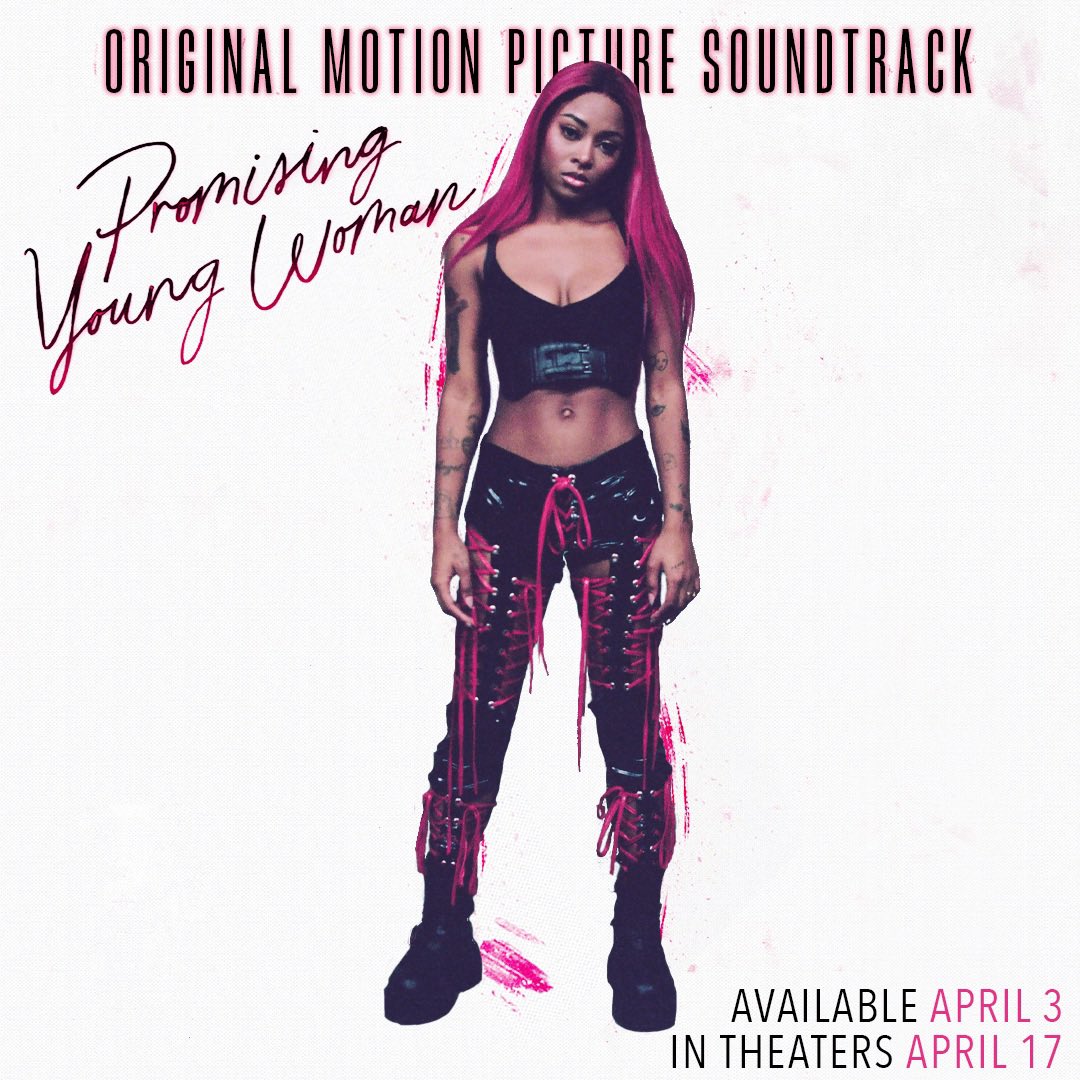 ORIGINAL MOTION PICTURE SOUNDTRACK
Promising
Young Woman
AVAILABLE APRIL 3
IN THEATERS APRIL 17